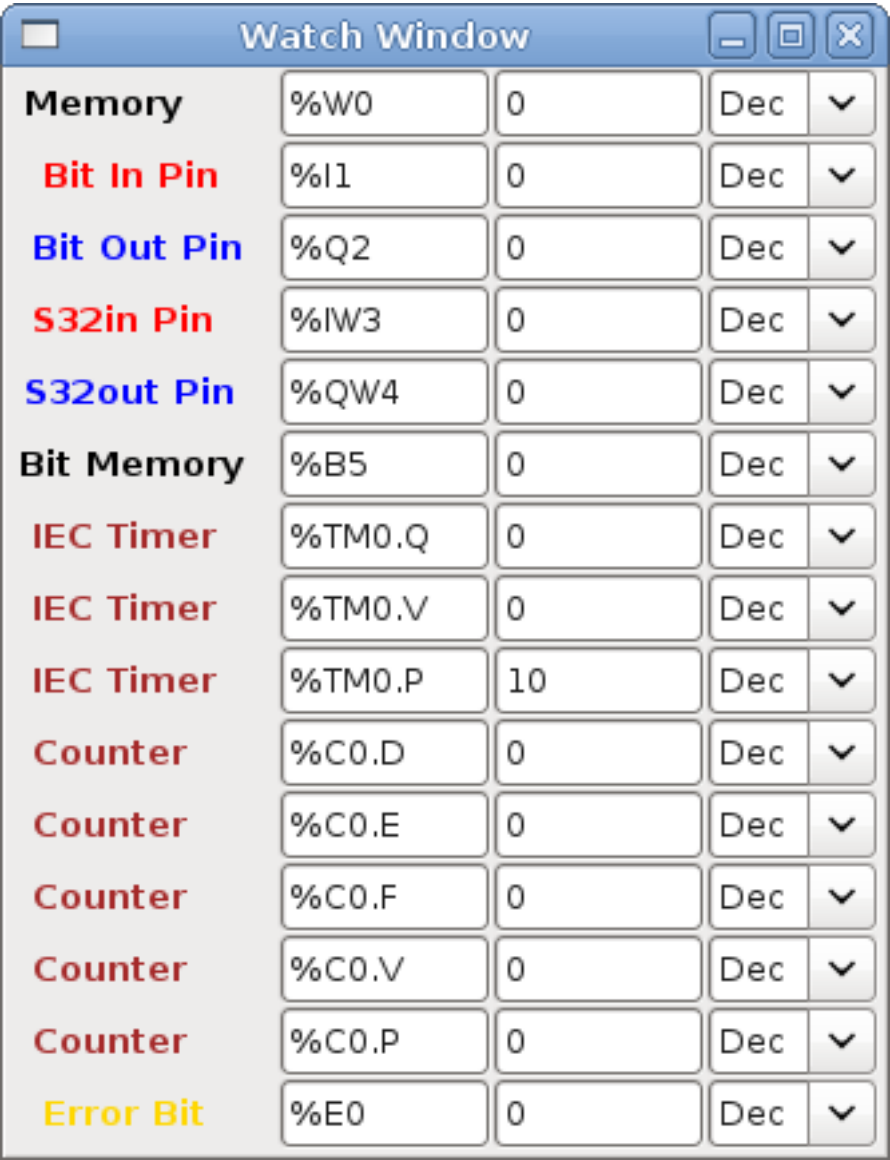 Watch Window
Memory %W0 0 Dec
Bit In Pin %I1 0 Dec
Bit Out Pin %Q2 0 Dec
S32in Pin %IW3 0 Dec
S32out Pin %QW4 0 Dec
Bit Memory %B5 0 Dec
IEC Timer %TM0.Q 0 Dec
IEC Timer %TM0.V 0 Dec
IEC Timer %TM0.P 10 Dec
Counter %C0.D 0 Dec
Counter %C0.E 0 Dec
Counter %C0.F 0 Dec
Counter %C0.V 0 Dec
Counter %C0.P 0 Dec
Error Bit %E0 0 Dec